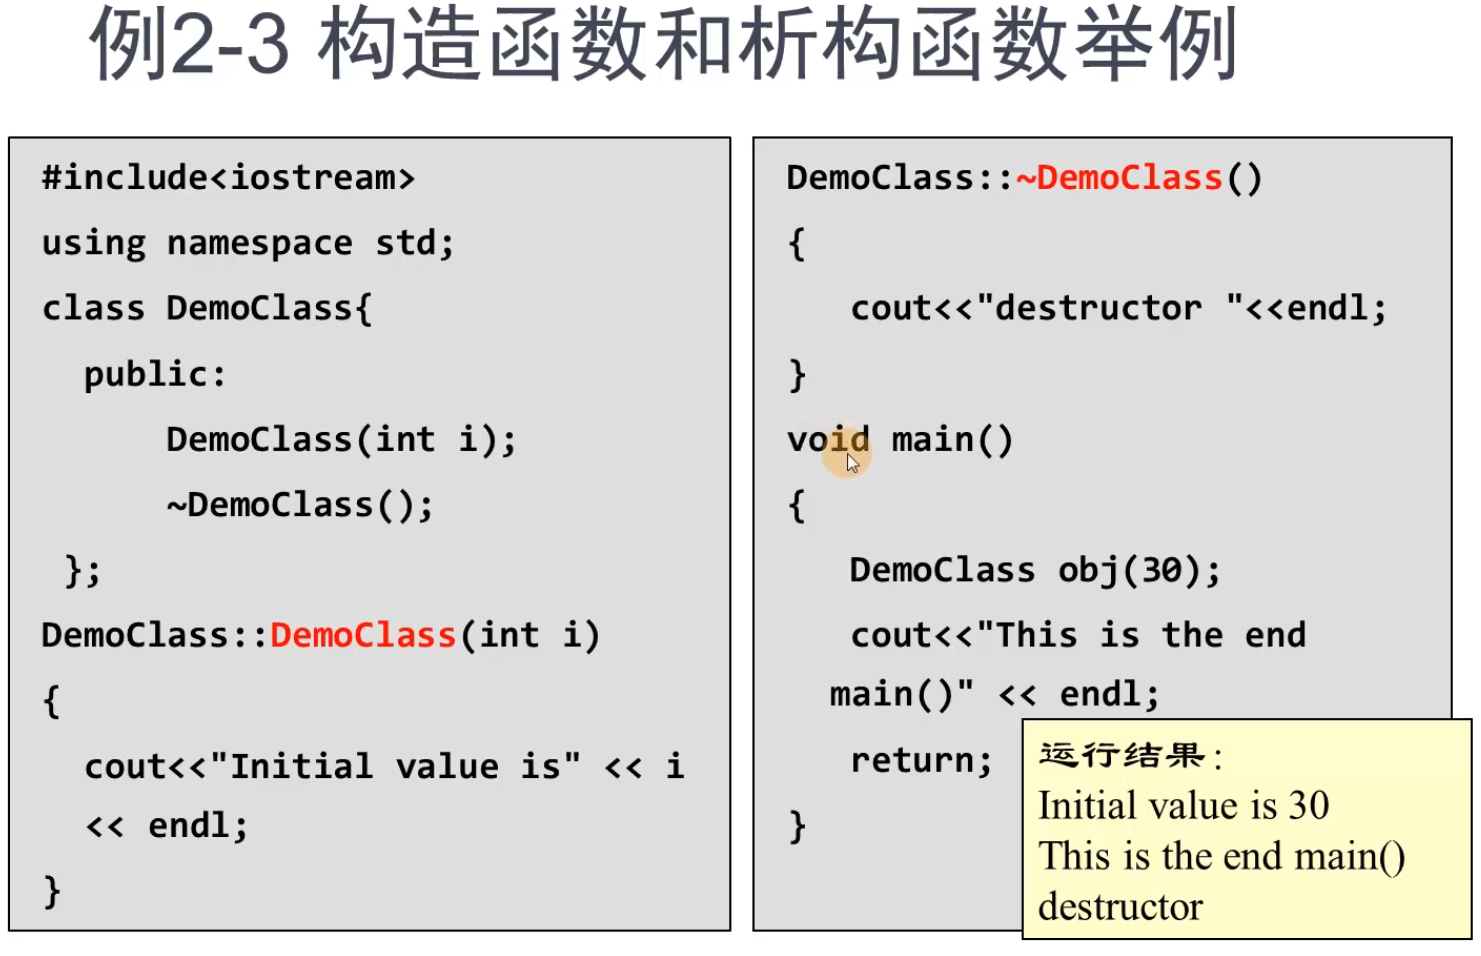 例2-3 构造函数和析构函数举例
#include<iostream>
using namespace std;
class DemoClass{
public:
DemoClass(int i);
~DemoClass();
};
DemoClass::DemoClass(int i)
{
cout<<"Initial value is" << i
<< endl;
}
DemoClass::~DemoClass()
{
cout<<"destructor "<<endl;
}
void main()
{
DemoClass obj(30);
cout<<"This is the end
main()" << endl;
return;
}
运行结果:
Initial value is 30
This is the end main()
destructor